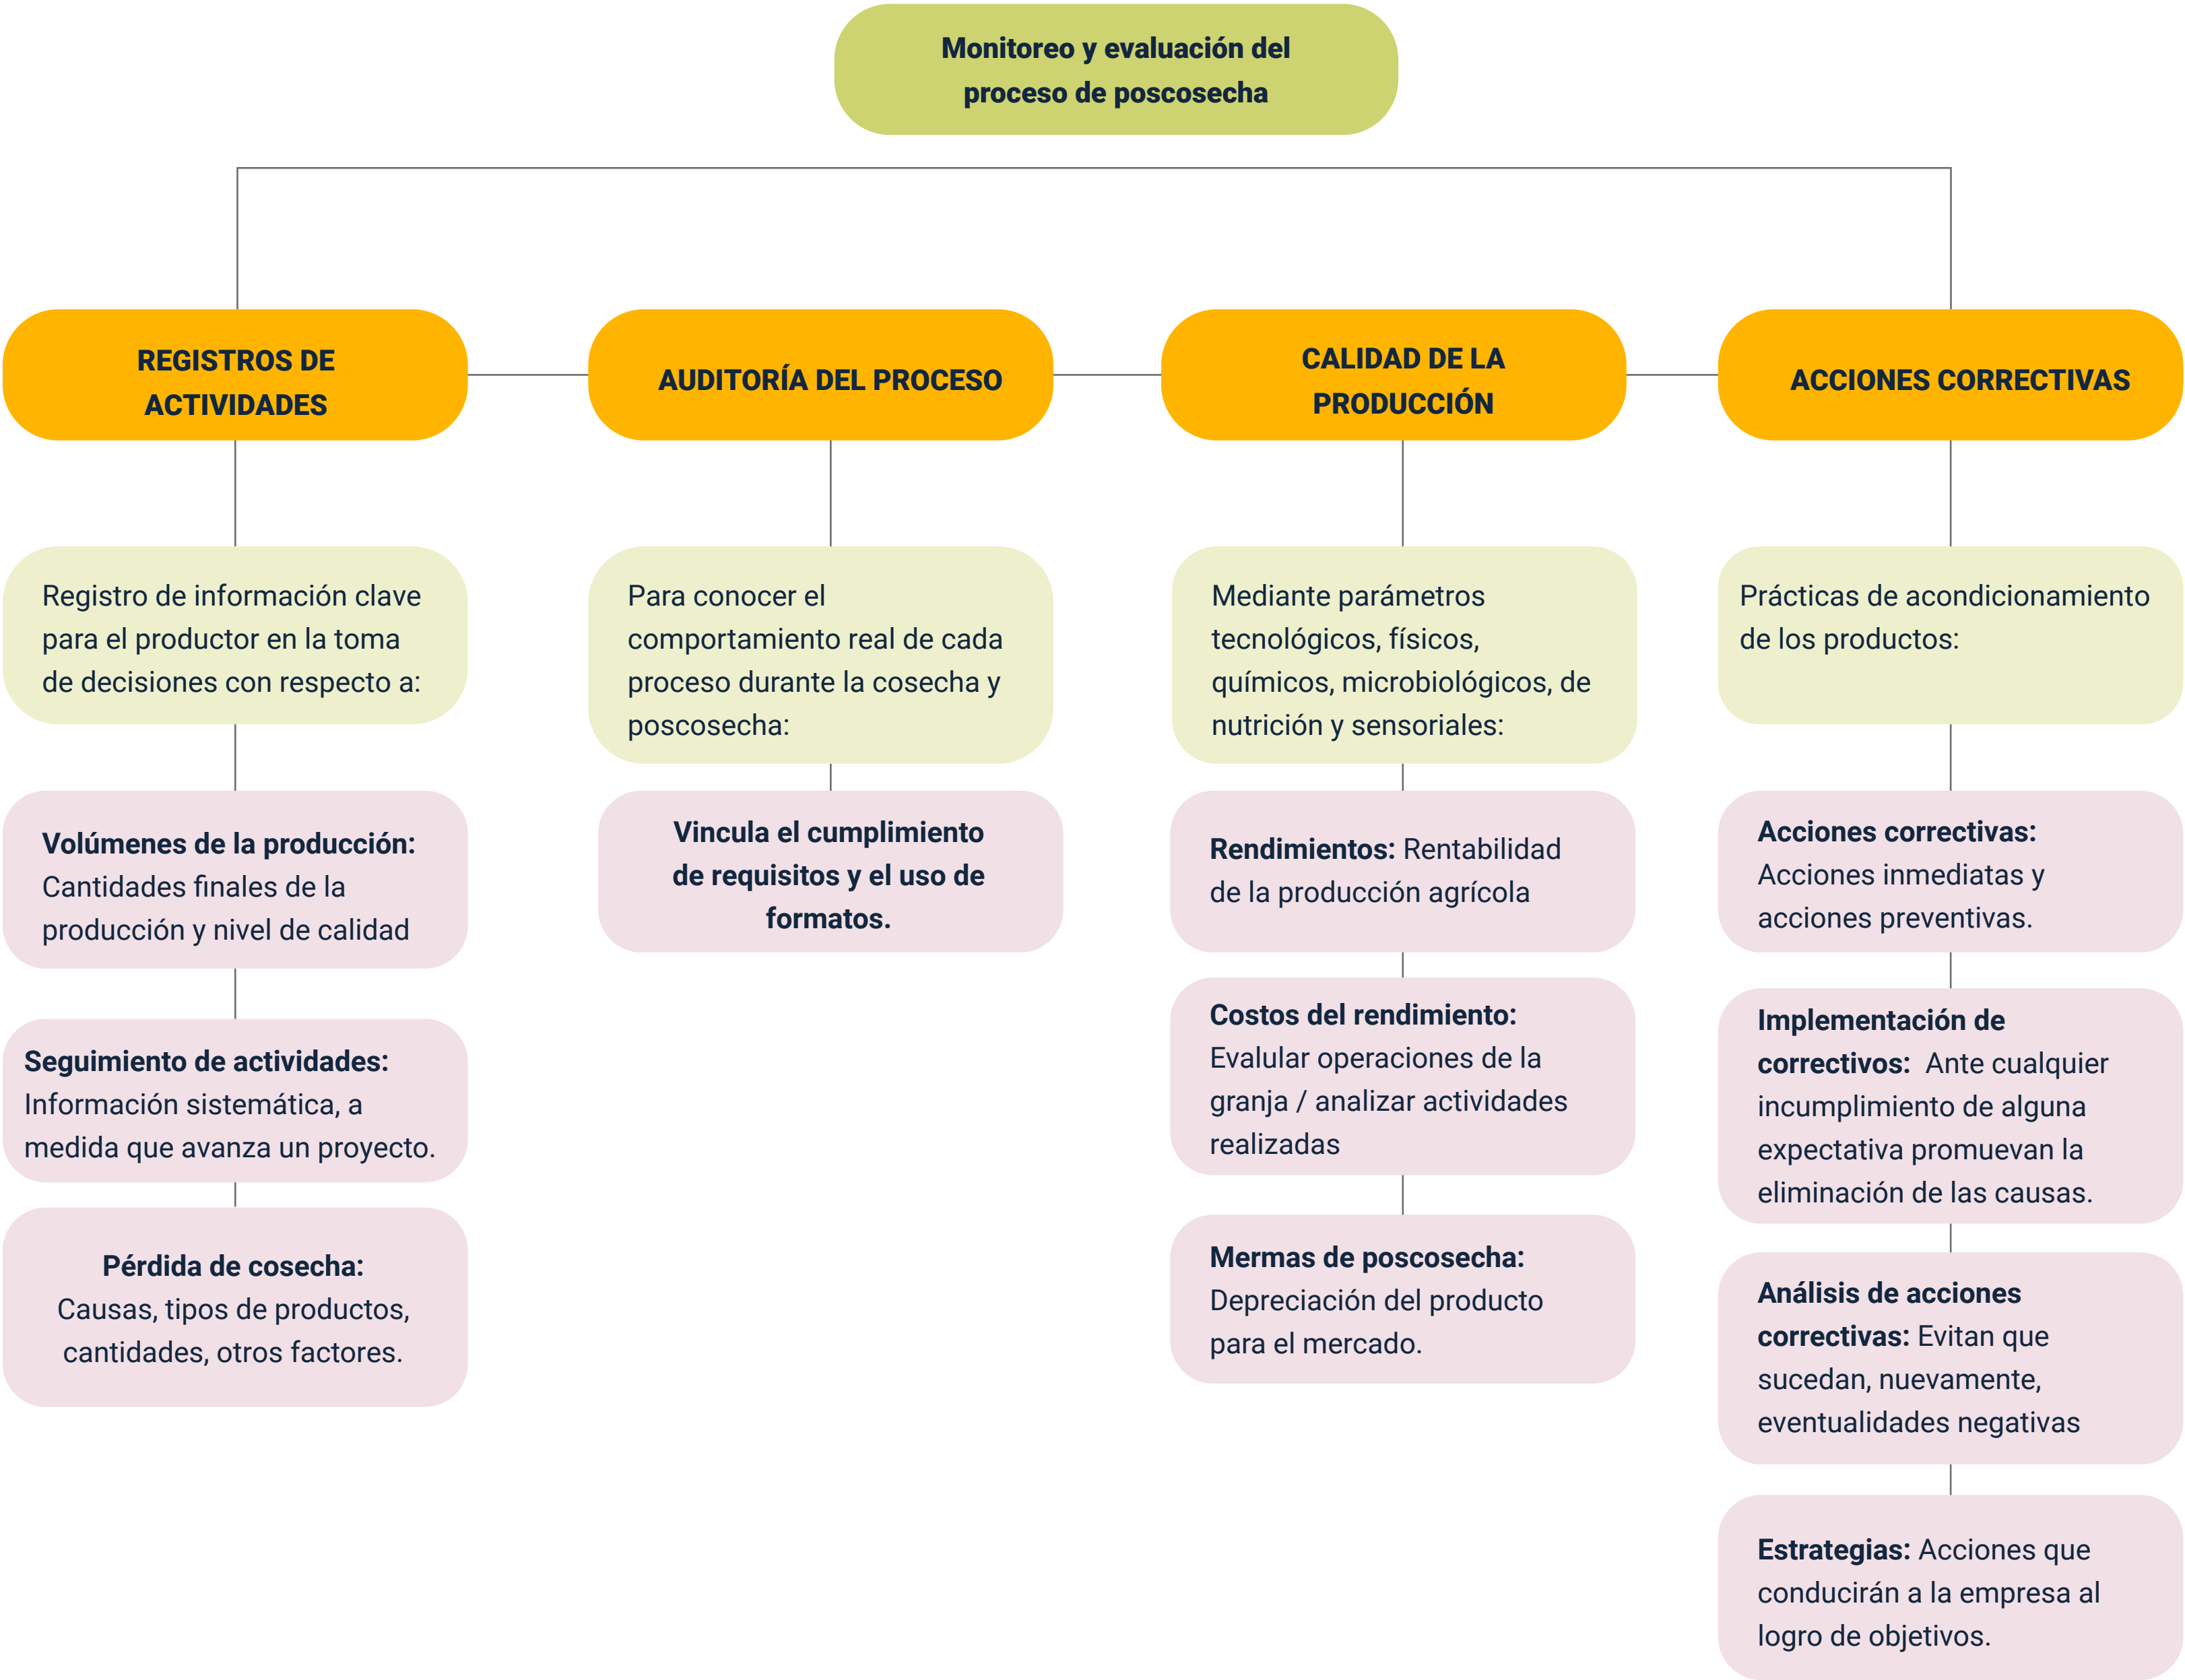 Monitoreo y evaluación del
proceso de poscosecha
REGISTROS DE
ACTIVIDADES
AUDITORÍA DEL PROCESO
CALIDAD DE LA
PRODUCCIÓN
ACCIONES CORRECTIVAS
Registro de información clave
para el productor en la toma
de decisiones con respecto a:
Para conocer el
comportamiento real de cada
proceso durante la cosecha y
poscosecha:
Mediante parámetros
tecnológicos, físicos,
químicos, microbiológicos, de
nutrición y sensoriales:
Prácticas de acondicionamiento
de los productos:
Volúmenes de la producción:
Cantidades finales de la
producción y nivel de calidad
Vincula el cumplimiento
de requisitos y el uso de
formatos.
Rendimientos: Rentabilidad
de la producción agrícola
Acciones correctivas:
Acciones inmediatas y
acciones preventivas.
Seguimiento de actividades:
Información sistemática, a
medida que avanza un proyecto.
Costos del rendimiento:
Evalular operaciones de la
granja / analizar actividades
realizadas
Implementación de
correctivos: Ante cualquier
incumplimiento de alguna
expectativa promuevan la
eliminación de las causas.
Pérdida de cosecha:
Causas, tipos de productos,
cantidades, otros factores.
Mermas de poscosecha:
Depreciación del producto
para el mercado.
Análisis de acciones
correctivas: Evitan que
sucedan, nuevamente,
eventualidades negativas
Estrategias: Acciones que
conducirán a la empresa al
logro de objetivos.